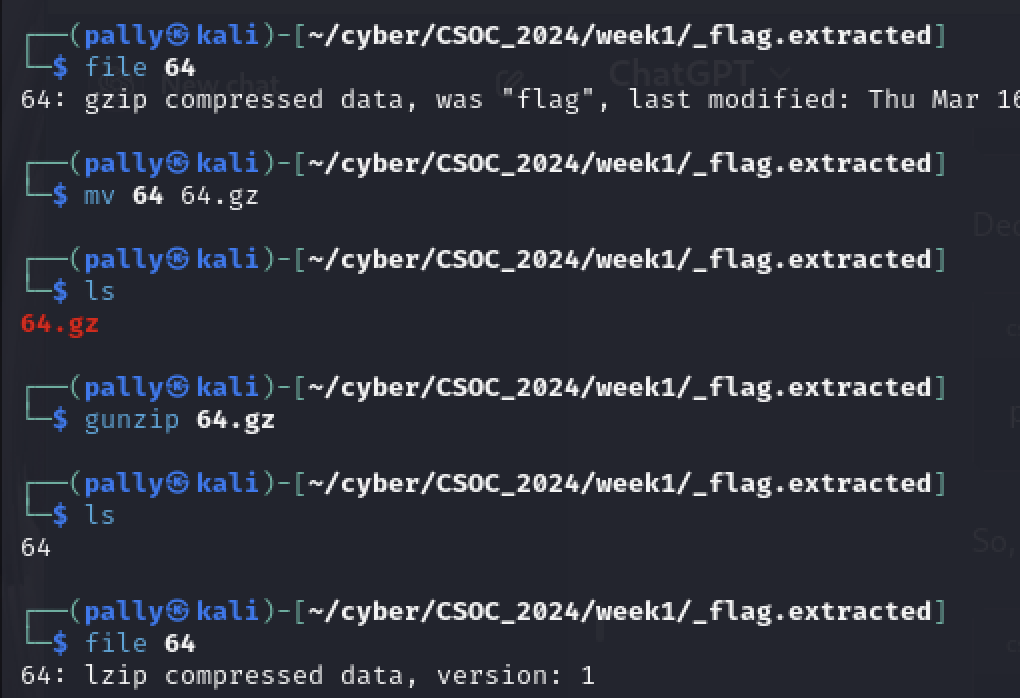 ┌──(pally㉿kali)-[~/cyber/CSOC_2024/week1/_flag.extracted]
└─$ file 64
New chat
ChatGPT
64: gzip compressed data, was "flag", last modified: Thu Mar 16
┌──(pally㉿kali)-[~/cyber/CSOC_2024/week1/_flag.extracted]
└─$ mv 64 64.gz
Dec
┌──(pally㉿kali)-[~/cyber/CSOC_2024/week1/_flag.extracted]
└─$ ls
64.gz
┌──(pally㉿kali)-[~/cyber/CSOC_2024/week1/_flag.extracted]
└─$ gunzip 64.gz
┌──(pally㉿kali)-[~/cyber/CSOC_2024/week1/_flag.extracted]
└─$ ls
64
So,
┌──(pally㉿kali)-[~/cyber/CSOC_2024/week1/_flag.extracted]
└─$ file 64
64: lzip compressed data, version: 1